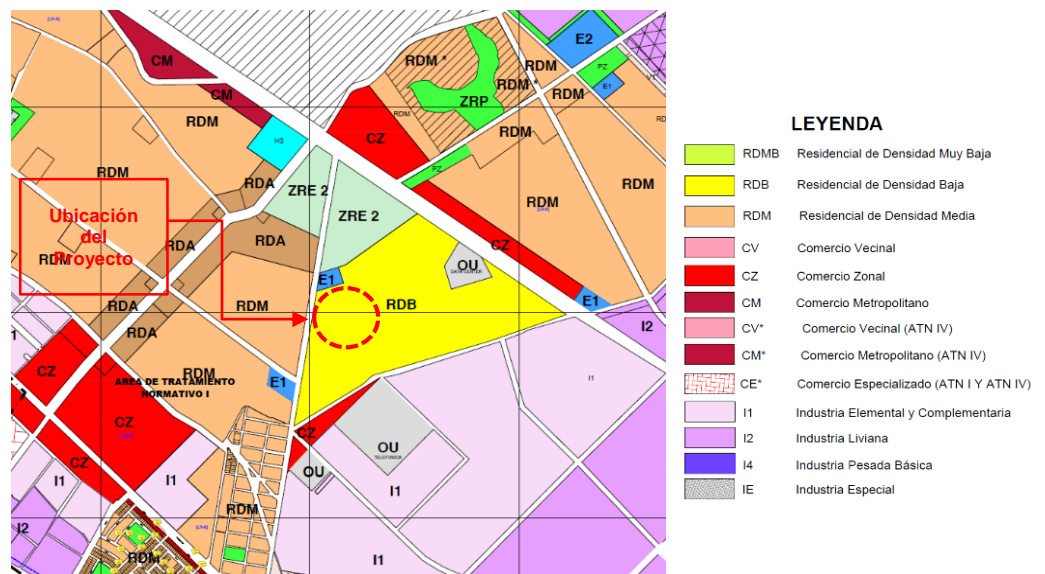 E2
CM
RDM *
RDM
PZ
RDM *
VT
E1
CM
ZRP
RDM
RDM
RDM
RDM
CZ
H3
PZ
RDM
RDA
ZRE 2
RDM
RDM
ZRE 2
Ubicación
del
Proyecto
RDA
RDA
CZ
OU
DATA CENTER
RDM
E1
RDA
RDM
RDB
E1
I2
RDA
1
CZ
RDM
E1
I1
AREA DE TRATAMIENTO
NORMATIVO I
CZ
CZ
OU
TELEFONICA
CZ
OU
I1
I1
I1
RDM
I2
RDM
I1
LEYENDA
RDMB Residencial de Densidad Muy Baja
RDB Residencial de Densidad Baja
RDM Residencial de Densidad Media
CV Comercio Vecinal
CZ Comercio Zonal
CM Comercio Metropolitano
CV* Comercio Vecinal (ATN IV)
CM* Comercio Metropolitano (ATN IV)
CE* Comercio Especializado (ATN I Y ATN IV)
I1 Industria Elemental y Complementaria
I2 Industria Liviana
I4 Industria Pesada Básica
IE Industria Especial